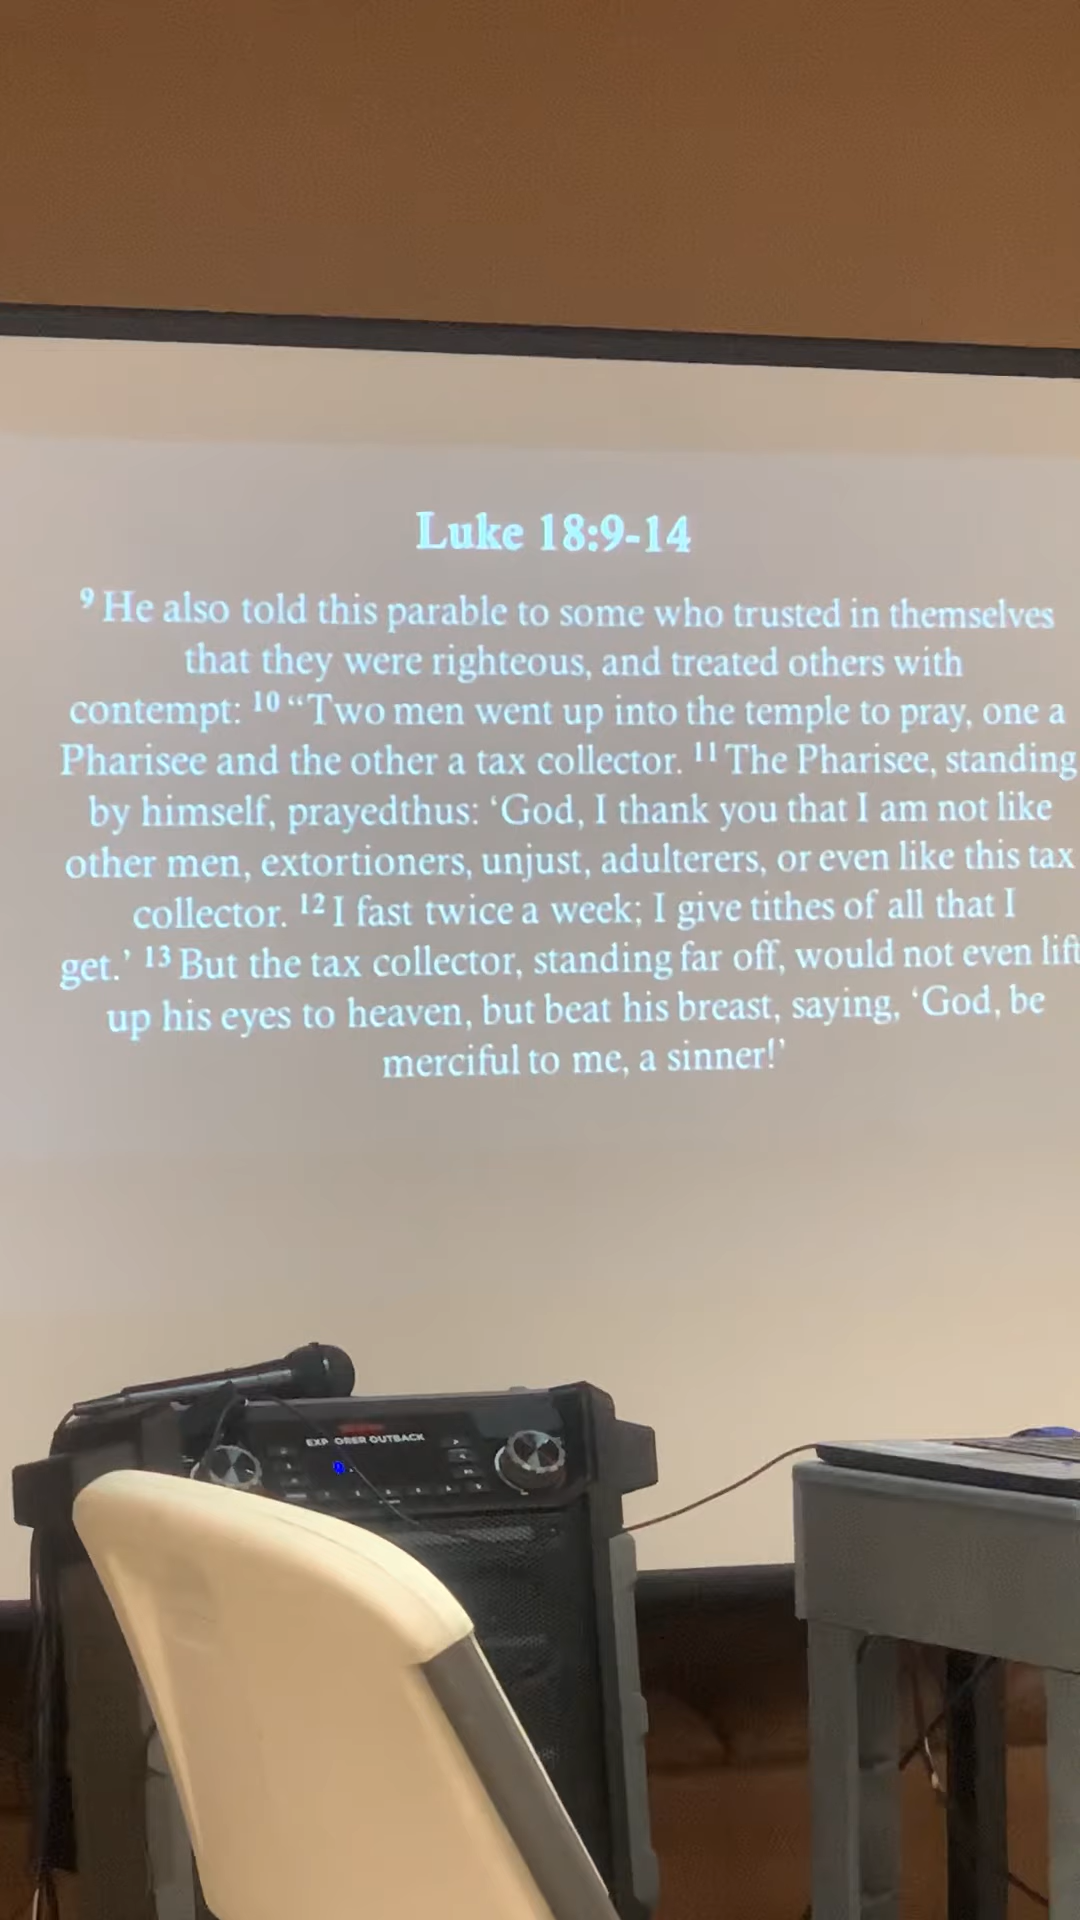 Luke 18:9-14
⁹ He also told this parable to some who trusted in themselves
that they were righteous, and treated others with
contempt: ¹⁰ “Two men went up into the temple to pray, one a
Pharisee and the other a tax collector. ¹¹ The Pharisee, standing
by himself, prayedthus: ‘God, I thank you that I am not like
other men, extortioners, unjust, adulterers, or even like this tax
collector. ¹² I fast twice a week; I give tithes of all that I
get.’ ¹³ But the tax collector, standing far off, would not even lift
up his eyes to heaven, but beat his breast, saying, ‘God, be
merciful to me, a sinner!’
EXP ORER OUTBACK